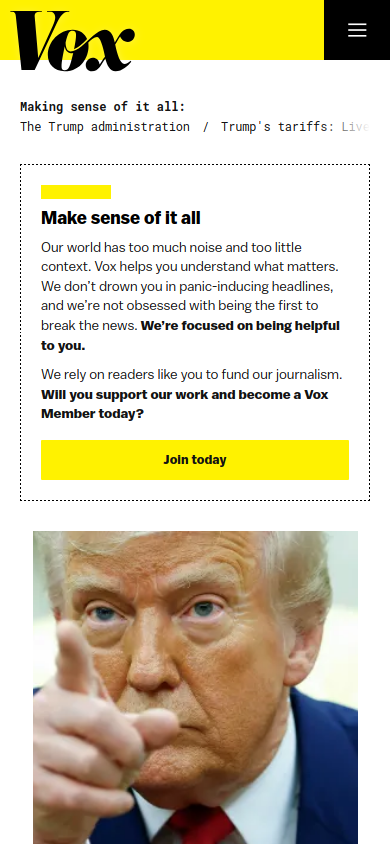 Vox
Making sense of it all:
The Trump administration / Trump's tariffs: Live
Make sense of it all
Our world has too much noise and too little
context. Vox helps you understand what matters.
We don't drown you in panic-inducing headlines,
and we're not obsessed with being the first to
break the news. We're focused on being helpful
to you.
We rely on readers like you to fund our journalism.
Will you support our work and become a Vox
Member today?
Join today